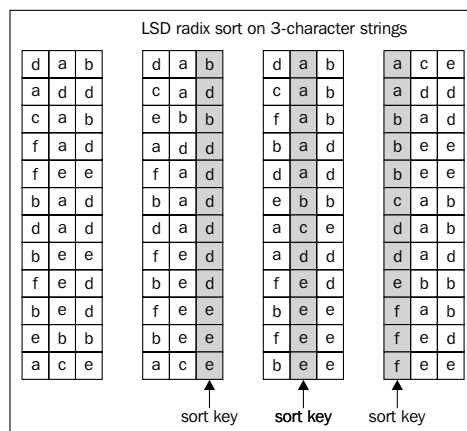 LSD radix sort on 3-character strings
d a b d a b d a b a c e
a d d c a d c a b a d d
c a b e b b f a b b a d
f a d a d d b a d b e e
f e e f a d d a d b e e
b a d b a d e b b c a b
d a d d a d a c e d a b
b e e f e d a d d d a d
f e d b e d f e d e b b
b e d f e e b e e f a b
e b b b e e f e e f e d
a c e a c e b e e f e e
sort key sort key sort key